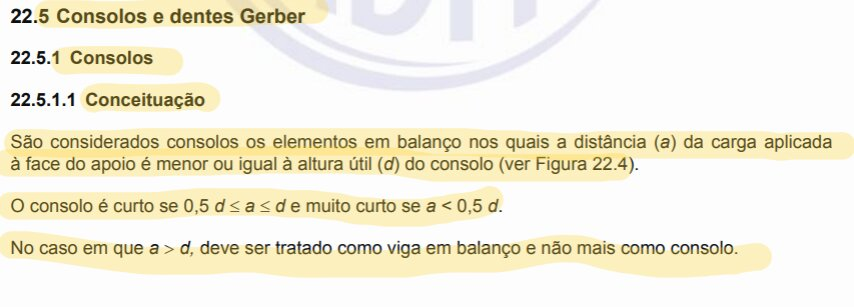 22.5 Consolos e dentes Gerber
22.5.1 Consolos
22.5.1.1 Conceituação
São considerados consolos os elementos em balanço nos quais a distância (a) da carga aplicada
à face do apoio é menor ou igual à altura útil (d) do consolo (ver Figura 22.4).
O consolo é curto se 0,5 d ≤ a ≤ d e muito curto se a < 0,5 d.
No caso em que a > d, deve ser tratado como viga em balanço e não mais como consolo.